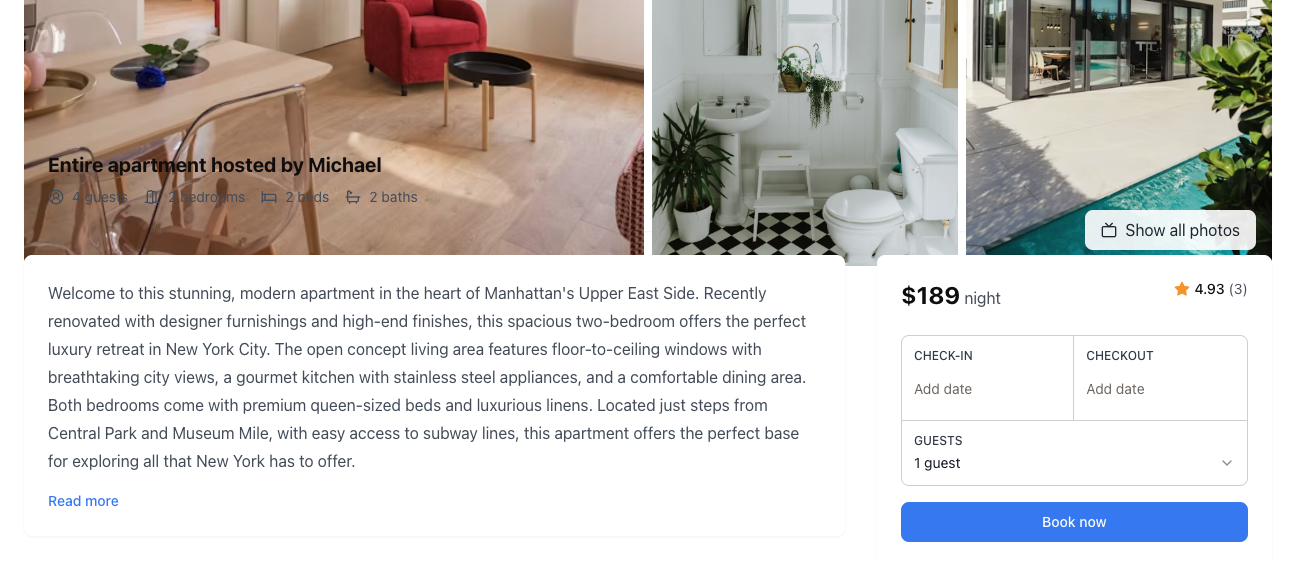 Entire apartment hosted by Michael
4 guests 2 bedrooms 2 beds 2 baths
Show all photos
Welcome to this stunning, modern apartment in the heart of Manhattan's Upper East Side. Recently
renovated with designer furnishings and high-end finishes, this spacious two-bedroom offers the perfect
luxury retreat in New York City. The open concept living area features floor-to-ceiling windows with
breathtaking city views, a gourmet kitchen with stainless steel appliances, and a comfortable dining area.
Both bedrooms come with premium queen-sized beds and luxurious linens. Located just steps from
Central Park and Museum Mile, with easy access to subway lines, this apartment offers the perfect base
for exploring all that New York has to offer.
Read more
$189 night 4.93 (3)
CHECK-IN CHECKOUT
Add date Add date
GUESTS
1 guest
Book now